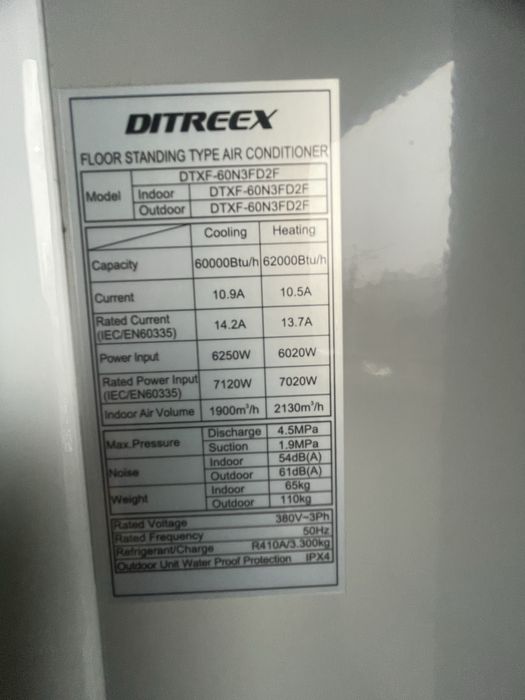 DITREEX
FLOOR STANDING TYPE AIR CONDITIONER
DTXF-60N3FD2F
Model Indoor DTXF-60N3FD2F
Outdoor DTXF-60N3FD2F
Cooling Heating
Capacity 60000Btu/h 62000Btu/h
Current 10.9A 10.5A
Rated Current (IEC/EN60335) 14.2A 13.7A
Power Input 6250W 6020W
Rated Power Input (IEC/EN60335) 7120W 7020W
Indoor Air Volume 1900m³/h 2130m³/h
Max.Pressure Discharge 4.5MPa
Suction 1.9MPa
Noise Indoor 54dB(A)
Outdoor 61dB(A)
Weight Indoor 65kg
Outdoor 110kg
Rated Voltage 380V~3Ph
Rated Frequency 50Hz
Refrigerant/Charge R410A/3.300kg
Outdoor Unit Water Proof Protection IPX4